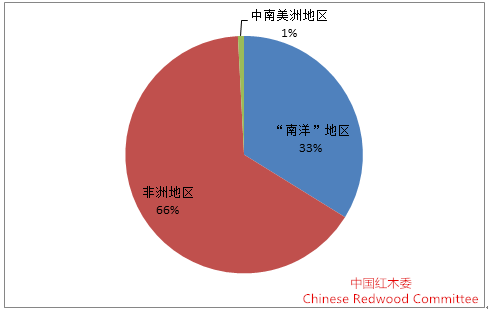 中南美洲地区
1%
“南洋”地区
33%
非洲地区
66%
中国红木委
Chinese Redwood Committee